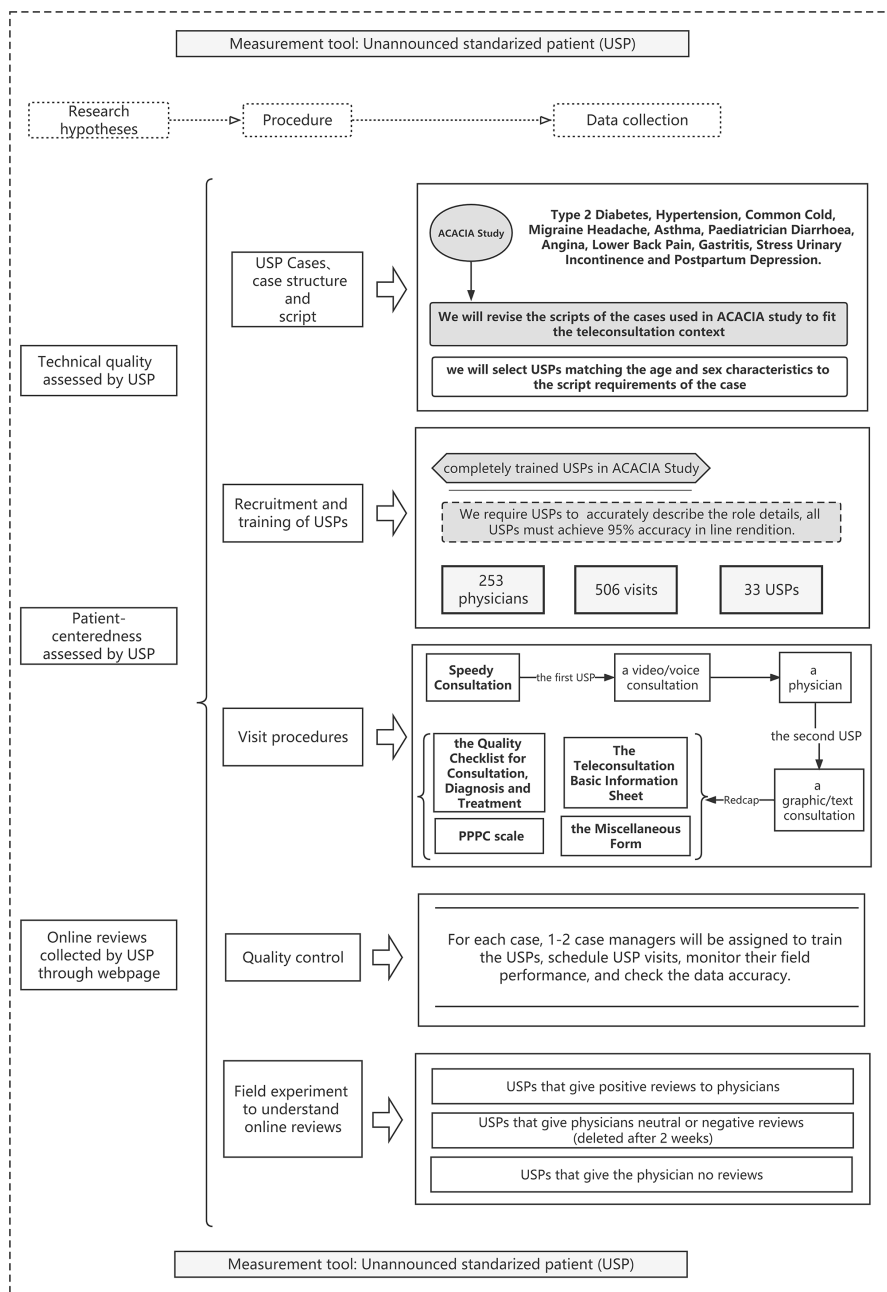 Measurement tool: Unannounced standarized patient (USP)
Research
hypotheses
Procedure
Data collection
Technical quality
assessed by USP
Patient-
centeredness
assessed by USP
Online reviews
collected by USP
through webpage
USP Cases、
case structure
and
script
ACACIA Study
Type 2 Diabetes, Hypertension, Common Cold,
Migraine Headache, Asthma, Paediatrician Diarrhoea,
Angina, Lower Back Pain, Gastritis, Stress Urinary
Incontinence and Postpartum Depression.
We will revise the scripts of the cases used in ACACIA study to fit
the teleconsultation context
we will select USPs matching the age and sex characteristics to
the script requirements of the case
Recruitment and
training of USPs
completely trained USPs in ACACIA Study
We require USPs to accurately describe the role details, all
USPs must achieve 95% accuracy in line rendition.
253
physicians
506 visits
33 USPs
Visit procedures
Speedy
Consultation
the first USP
a video/voice
consultation
a
physician
the second USP
a
graphic/text
consultation
Redcap
the Quality
Checklist for
Consultation,
Diagnosis and
Treatment
The
Teleconsultation
Basic Information
Sheet
PPPC scale
the Miscellaneous
Form
Quality control
For each case, 1-2 case managers will be assigned to train
the USPs, schedule USP visits, monitor their field
performance, and check the data accuracy.
Field experiment
to understand
online reviews
USPs that give positive reviews to physicians
USPs that give physicians neutral or negative reviews
(deleted after 2 weeks)
USPs that give the physician no reviews
Measurement tool: Unannounced standarized patient (USP)